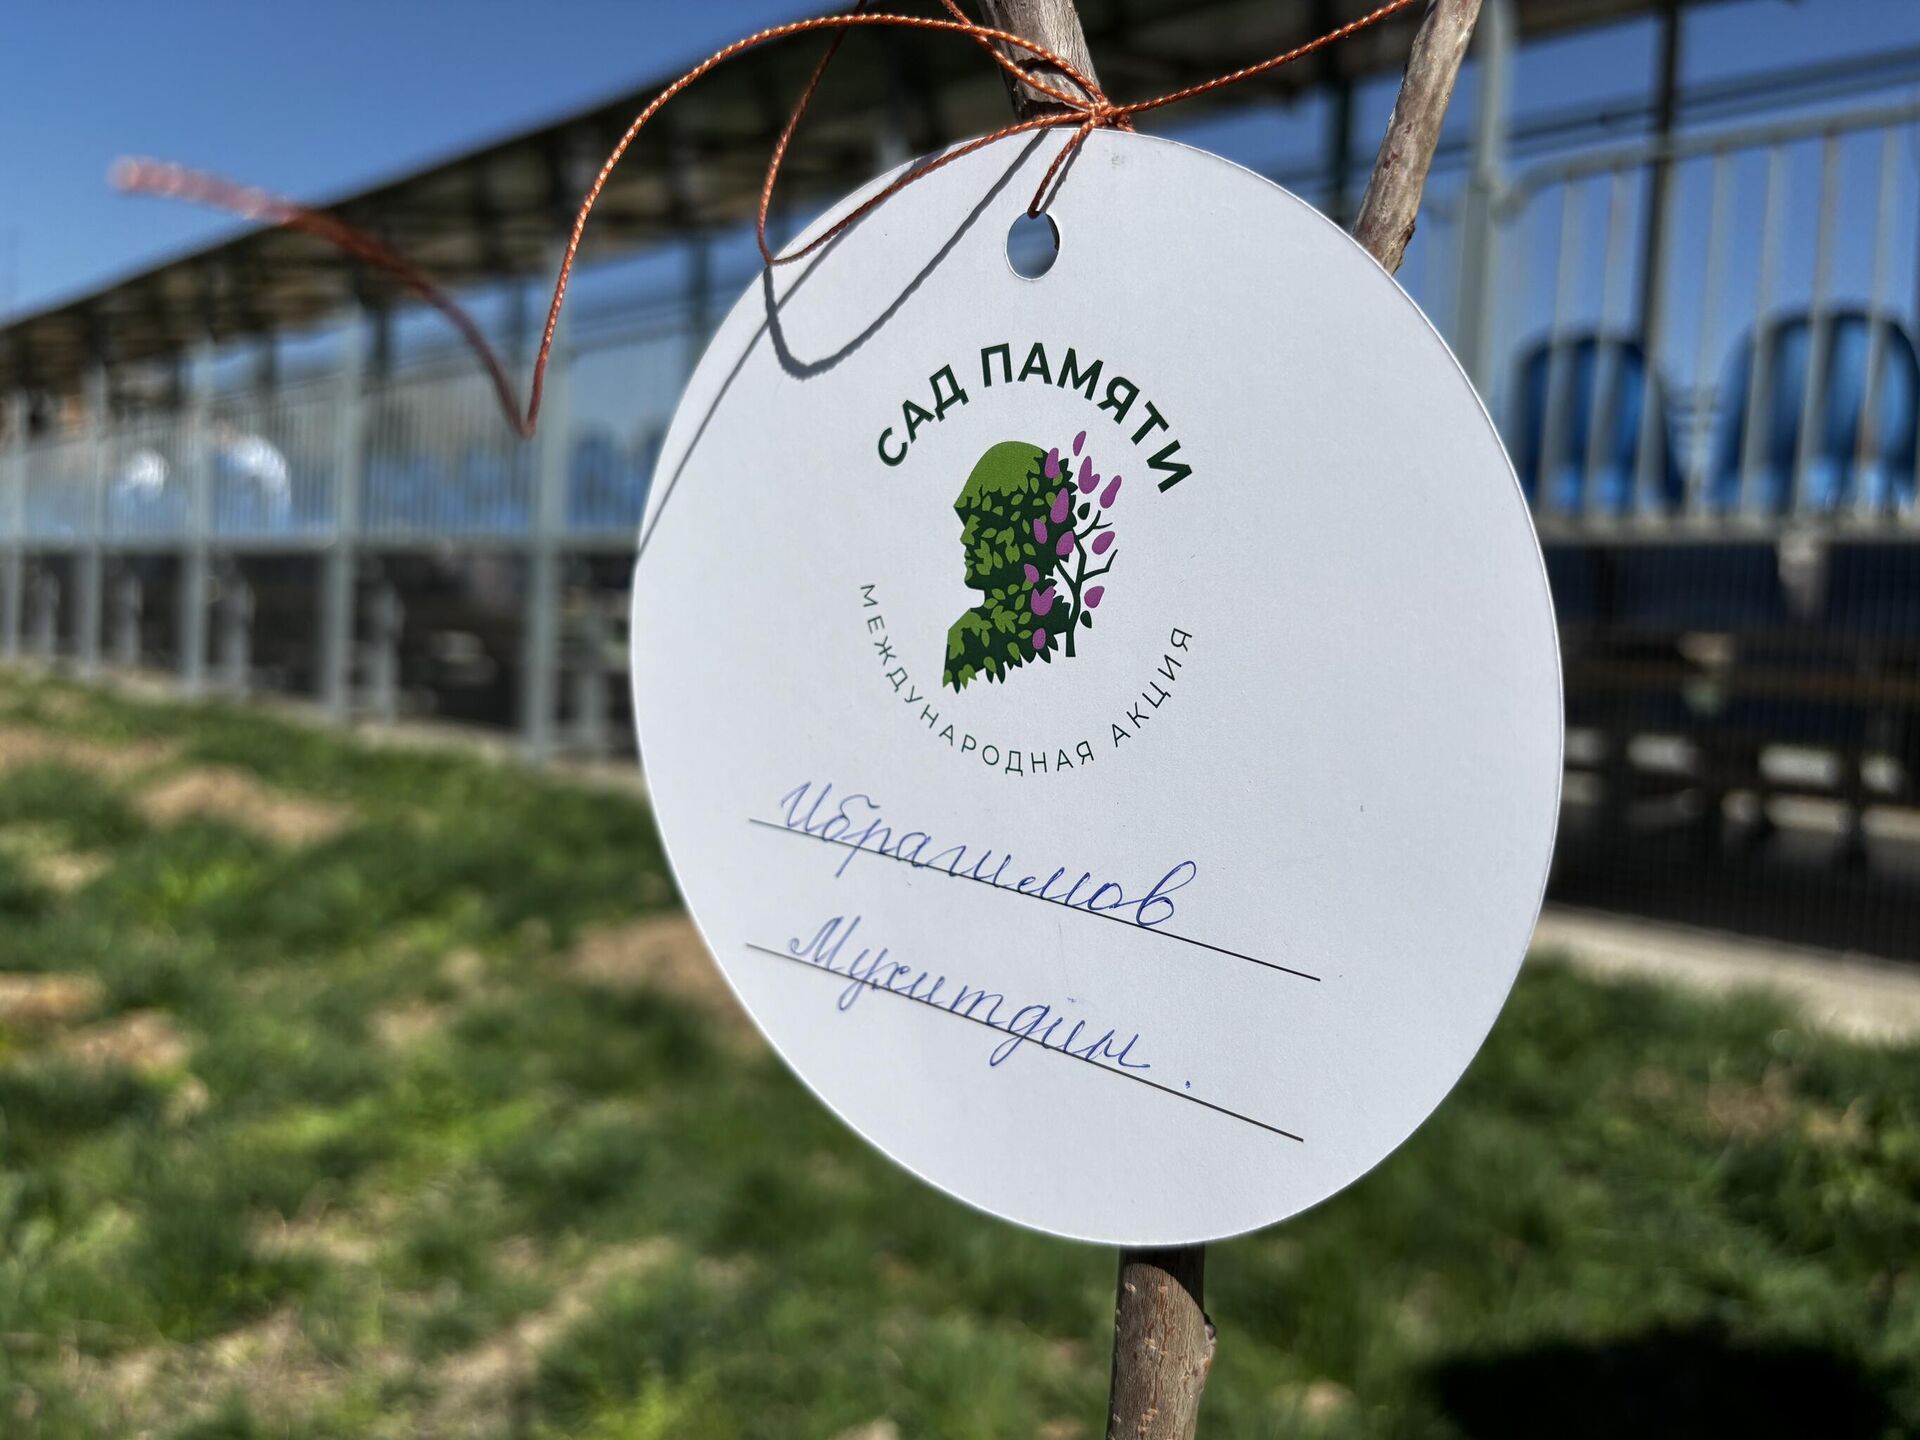 САД ПАМЯТИ
МЕЖДУНАРОДНАЯ АКЦИЯ
Ибрагимов
Мухитдин.